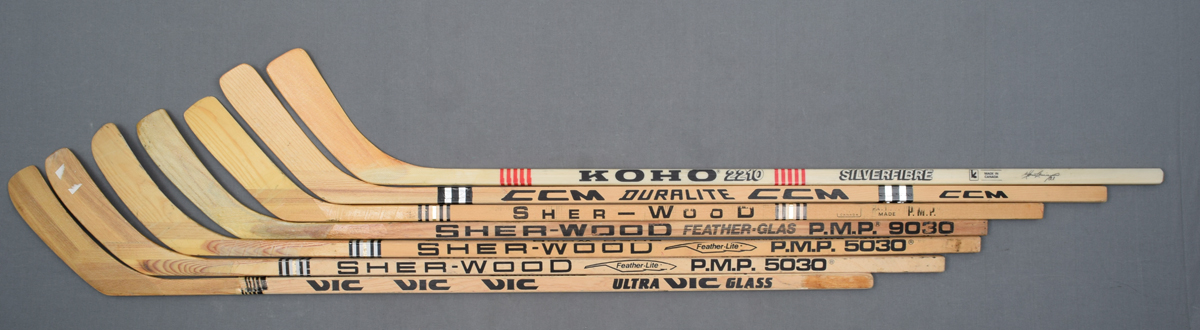 KOHO 2210 SILVERFIBRE
CCM DURALITE CCM CCM
SHER-WOOD MADE P.M.P.
SHER-WOOD FEATHER-GLAS P.M.P.® 9030
SHER-WOOD Feather-Lite P.M.P. 5030®
SHER-WOOD Feather-Lite P.M.P. 5030®
VIC VIC VIC ULTRA VIC GLASS